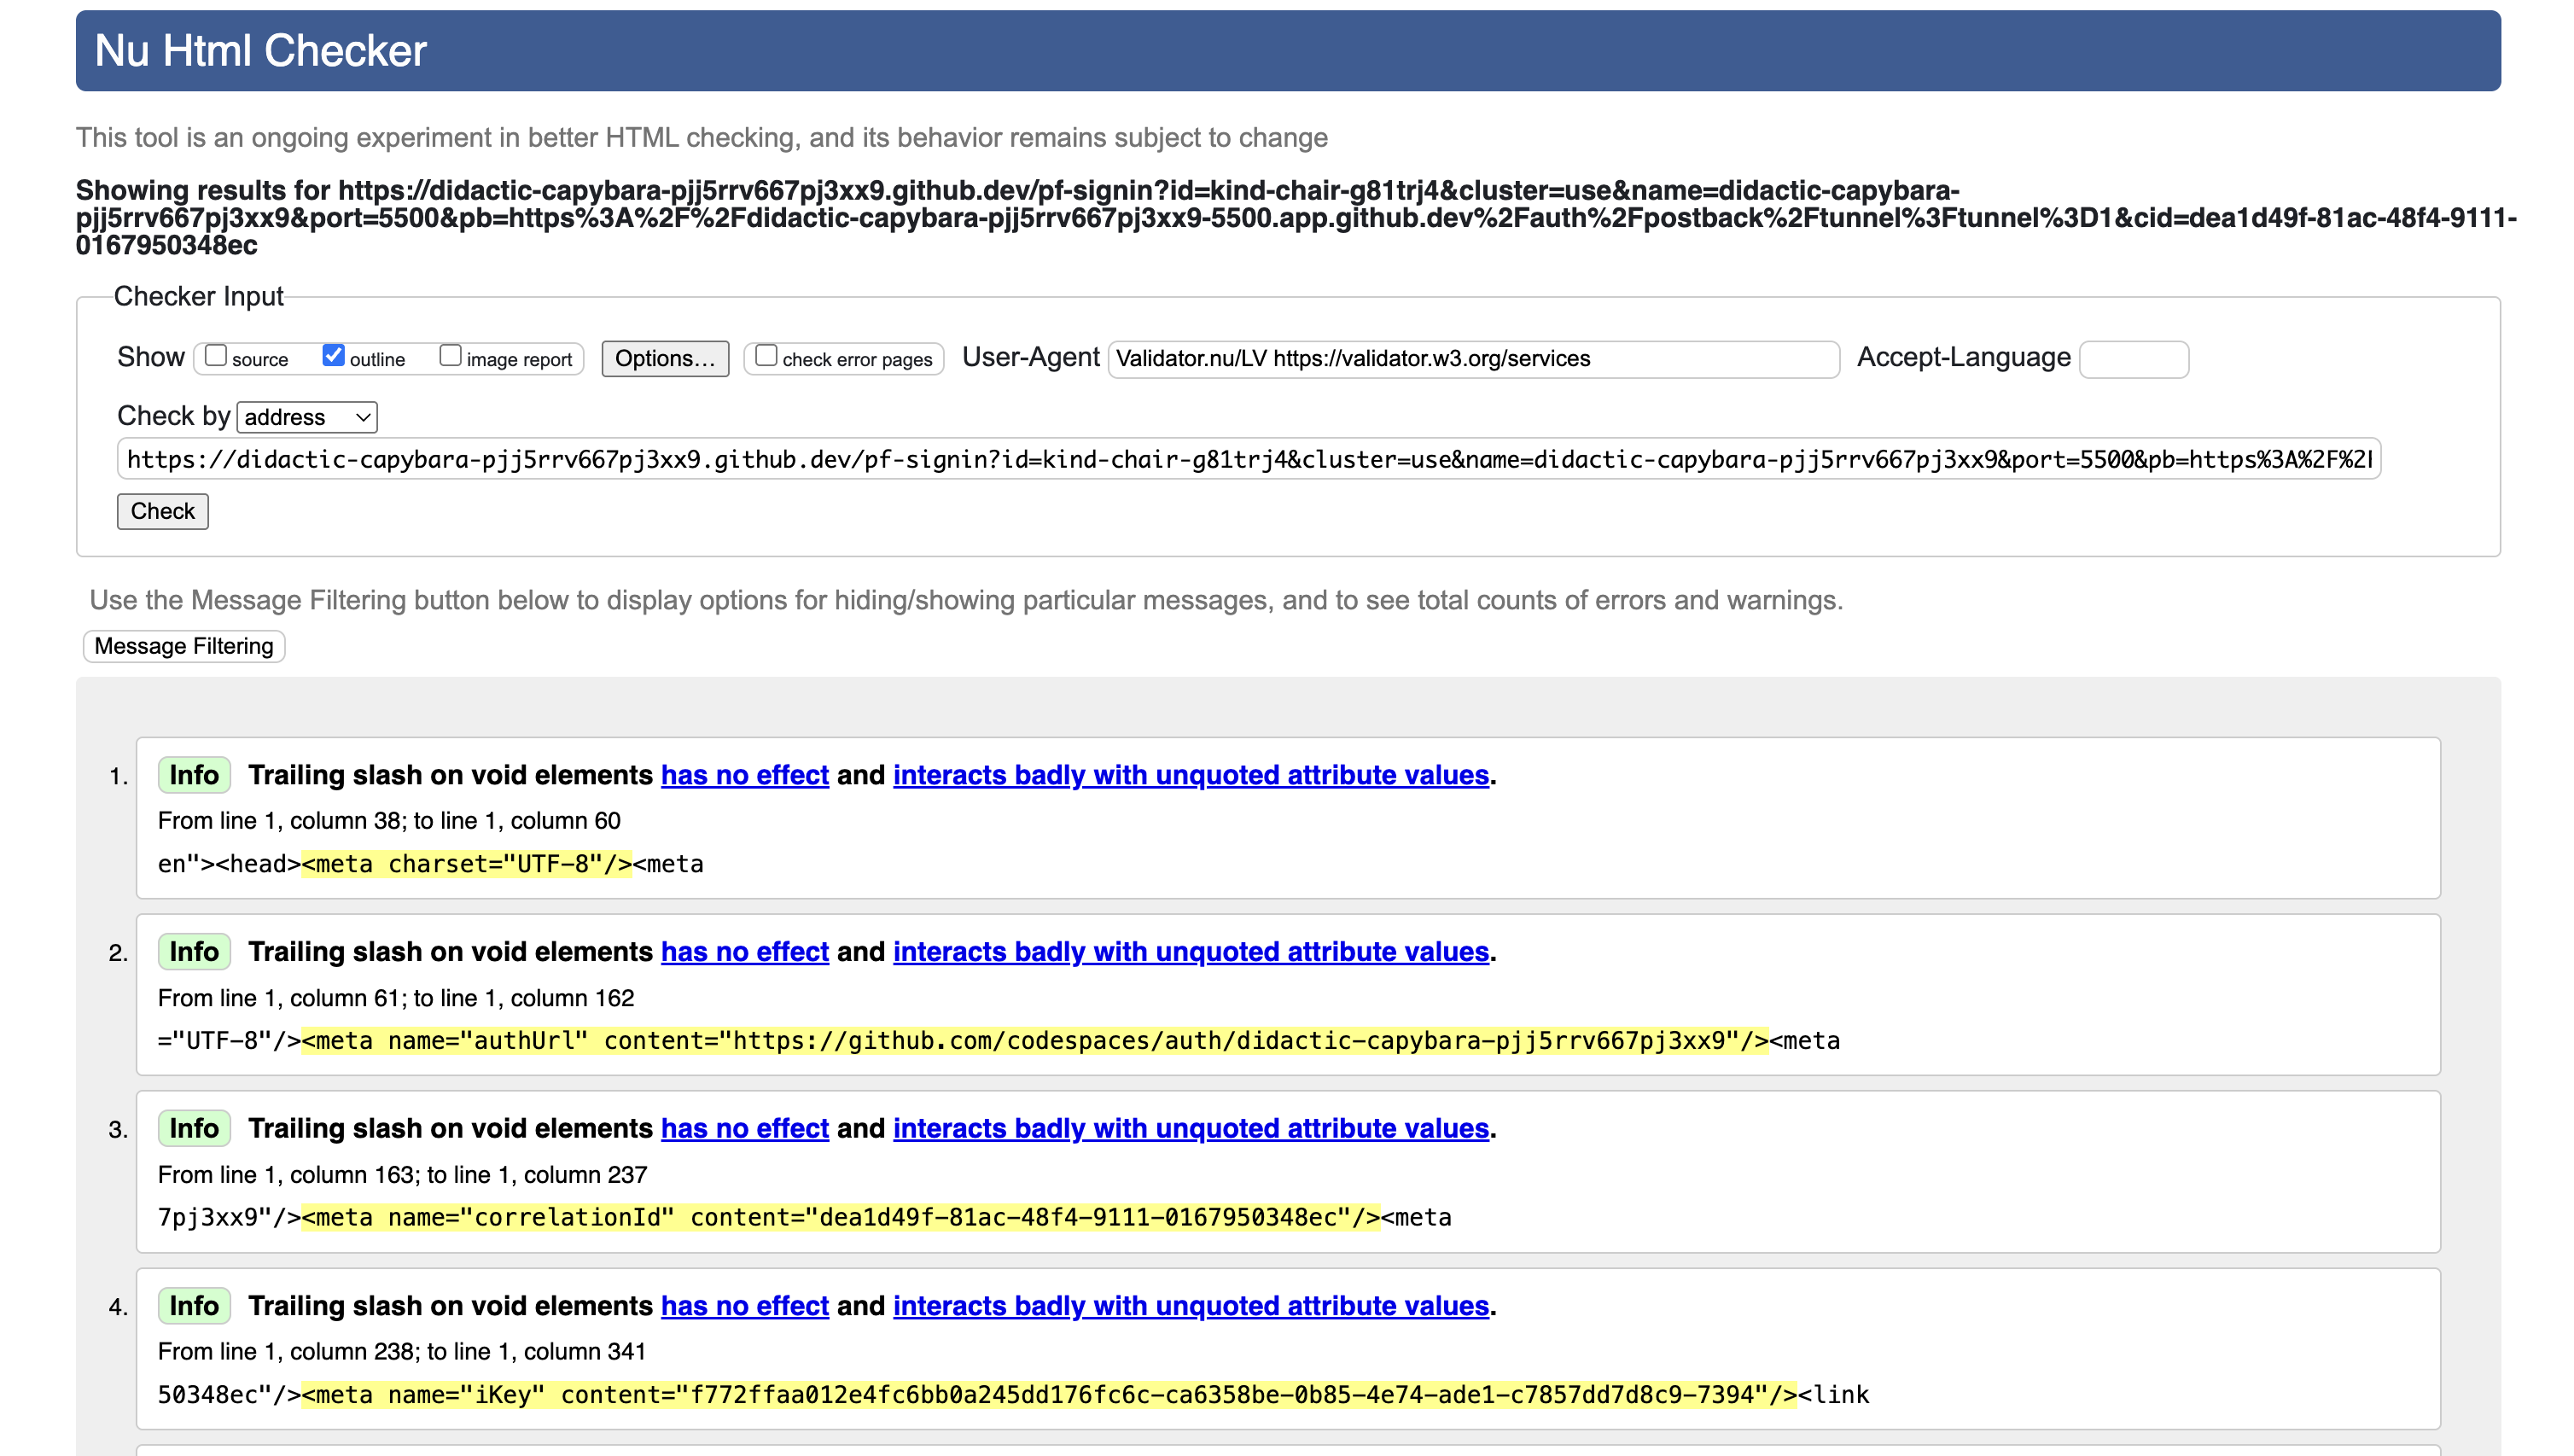 Nu Html Checker
This tool is an ongoing experiment in better HTML checking, and its behavior remains subject to change
Showing results for https://didactic-capybara-pjj5rrv667pj3xx9.github.dev/pf-signin?id=kind-chair-g81trj4&cluster=use&name=didactic-capybara-
pjj5rrv667pj3xx9&port=5500&pb=https%3A%2F%2Fdidactic-capybara-pjj5rrv667pj3xx9-5500.app.github.dev%2Fauth%2Fpostback%2Ftunnel%3Ftunnel%3D1&cid=dea1d49f-81ac-48f4-9111-
0167950348ec
Checker Input
Show source outline image report Options... check error pages User-Agent Validator.nu/LV https://validator.w3.org/services Accept-Language
Check by address
https://didactic-capybara-pjj5rrv667pj3xx9.github.dev/pf-signin?id=kind-chair-g81trj4&cluster=use&name=didactic-capybara-pjj5rrv667pj3xx9&port=5500&pb=https%3A%2F%2
Check
Use the Message Filtering button below to display options for hiding/showing particular messages, and to see total counts of errors and warnings.
Message Filtering
1. Info Trailing slash on void elements has no effect and interacts badly with unquoted attribute values.
From line 1, column 38; to line 1, column 60
en"><head><meta charset="UTF-8"/><meta
2. Info Trailing slash on void elements has no effect and interacts badly with unquoted attribute values.
From line 1, column 61; to line 1, column 162
="UTF-8"/><meta name="authUrl" content="https://github.com/codespaces/auth/didactic-capybara-pjj5rrv667pj3xx9"/><meta
3. Info Trailing slash on void elements has no effect and interacts badly with unquoted attribute values.
From line 1, column 163; to line 1, column 237
7pj3xx9"/><meta name="correlationId" content="dea1d49f-81ac-48f4-9111-0167950348ec"/><meta
4. Info Trailing slash on void elements has no effect and interacts badly with unquoted attribute values.
From line 1, column 238; to line 1, column 341
50348ec"/><meta name="iKey" content="f772ffaa012e4fc6bb0a245dd176fc6c-ca6358be-0b85-4e74-ade1-c7857dd7d8c9-7394"/><link